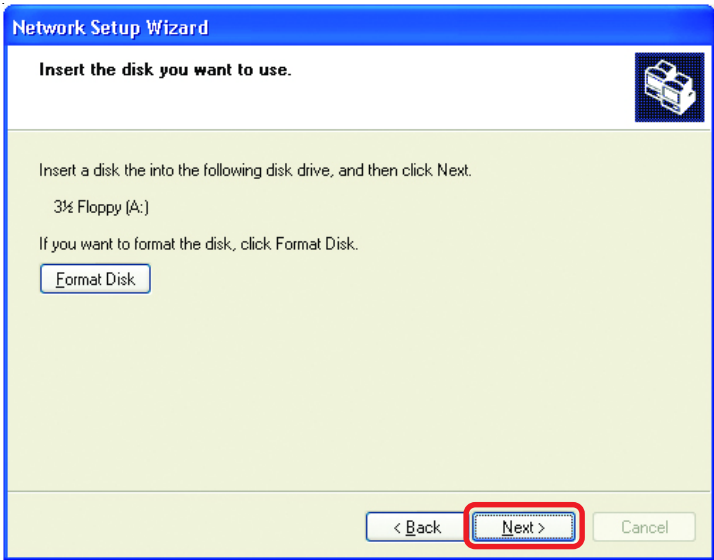 Network Setup Wizard
Insert the disk you want to use.
Insert a disk the into the following disk drive, and then click Next.
3½ Floppy (A:)
If you want to format the disk, click Format Disk.
Format Disk
< Back
Next >
Cancel